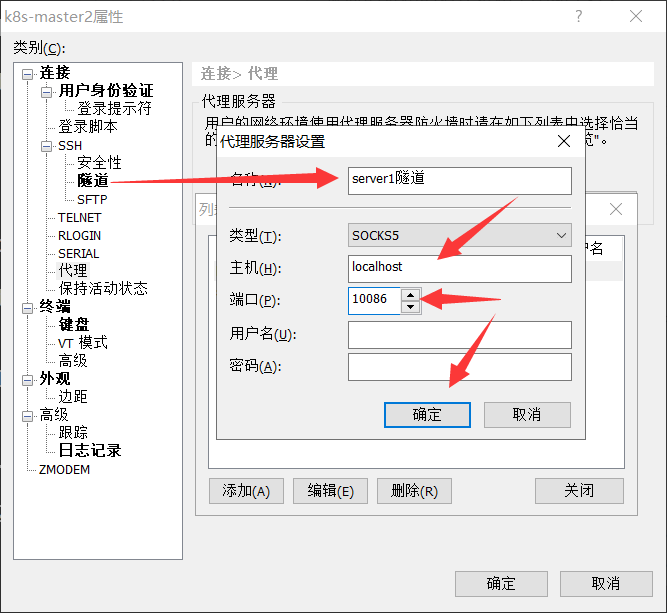 k8s-master2属性
?
类别(C):
连接
用户身份验证
登录提示符
登录脚本
SSH
安全性
隧道
SFTP
TELNET
RLOGIN
SERIAL
代理
保持活动状态
终端
键盘
VT 模式
高级
外观
边距
高级
跟踪
日志记录
ZMODEM
连接> 代理
代理服务器
用户的网络环境使用代理服务器防火墙时请在如下列表中选择恰当
的
览"。
代理服务器设置
名称(N):
server1隧道
类型(T):
SOCKS5
主机(H):
localhost
端口(P):
10086
用户名(U):
密码(A):
确定
取消
列
户名
添加(A)
编辑(E)
删除(R)
关闭
确定
取消